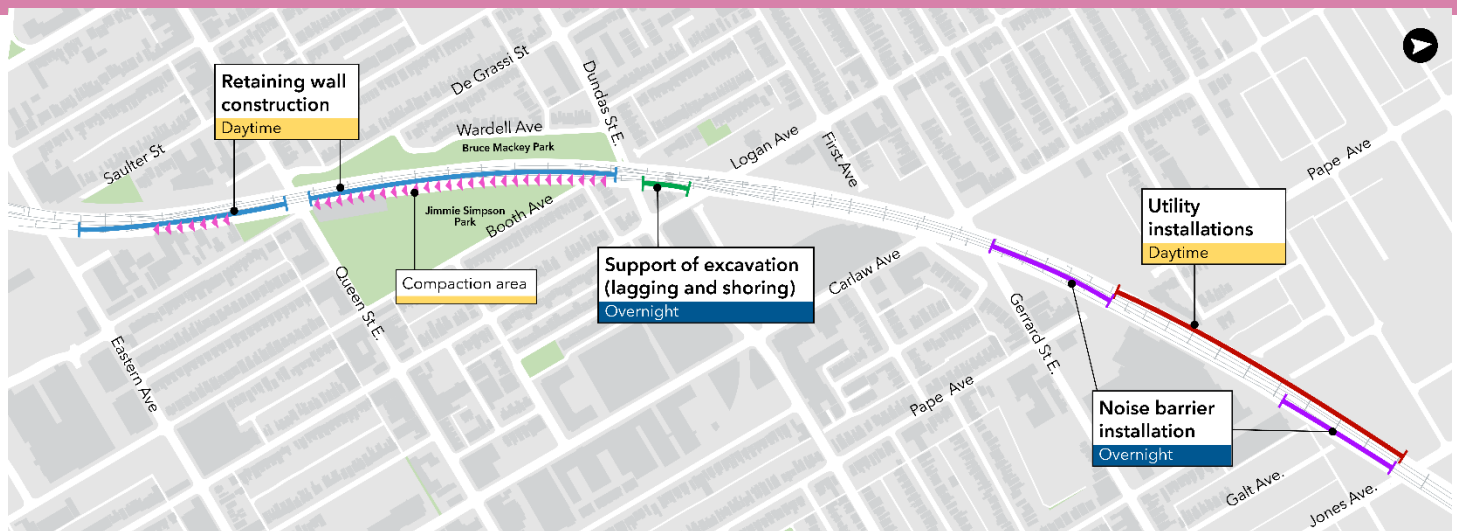 De Grassi St
Dundas St E.
Retaining wall
construction
Daytime
Wardell Ave
Bruce Mackey Park
Logan Ave
First Ave
Pape Ave
Saulter St
Jimmie Simpson
Park
Booth Ave
Utility
installations
Daytime
Support of excavation
(lagging and shoring)
Overnight
Carlaw Ave
Compaction area
Queen St E.
Gerrard St E.
Eastern Ave
Pape Ave
Noise barrier
installation
Overnight
Galt Ave.
Jones Ave.